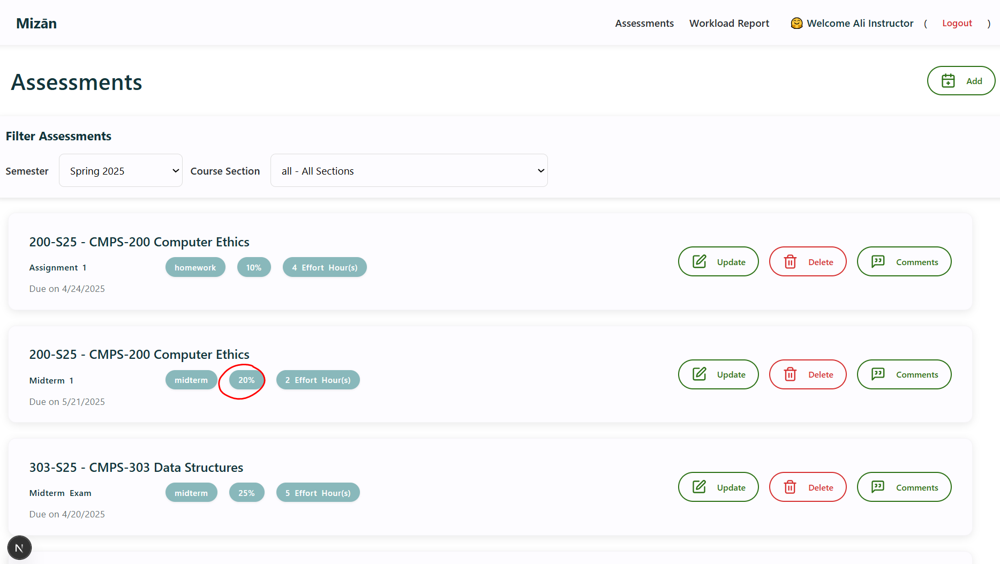 Mizān
Assessments
Workload Report
🤗 Welcome Ali Instructor ( Logout )
Assessments
Add
Filter Assessments
Semester
Spring 2025
Course Section
all - All Sections
200-S25 - CMPS-200 Computer Ethics
Assignment 1
homework
10%
4 Effort Hour(s)
Due on 4/24/2025
Update
Delete
Comments
200-S25 - CMPS-200 Computer Ethics
Midterm 1
midterm
20%
2 Effort Hour(s)
Due on 5/21/2025
Update
Delete
Comments
303-S25 - CMPS-303 Data Structures
Midterm Exam
midterm
25%
5 Effort Hour(s)
Due on 4/20/2025
Update
Delete
Comments
N